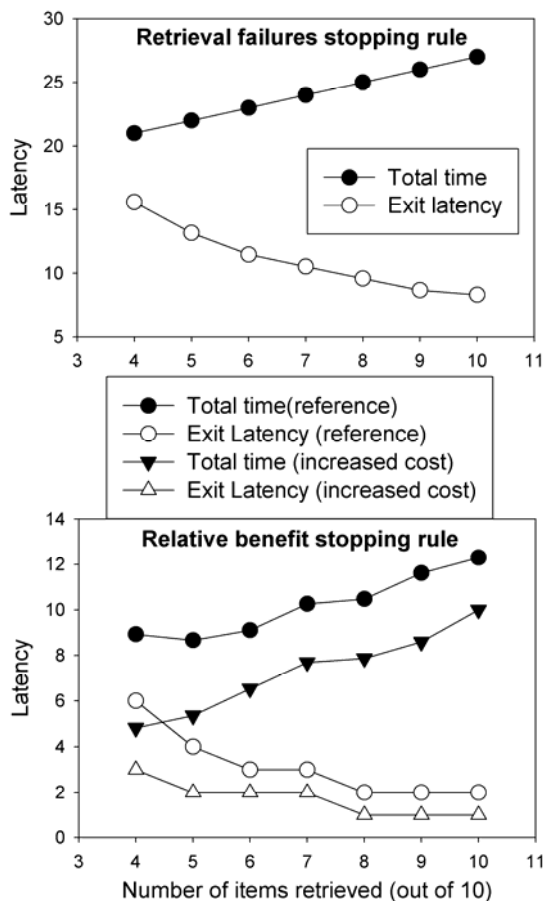 Retrieval failures stopping rule
30
25
20
15
10
5
Latency
Total time
Exit latency
3 4 5 6 7 8 9 10 11
Total time(reference)
Exit Latency (reference)
Total time (increased cost)
Exit Latency (increased cost)
Relative benefit stopping rule
14
12
10
8
6
4
2
0
Latency
3 4 5 6 7 8 9 10 11
Number of items retrieved (out of 10)